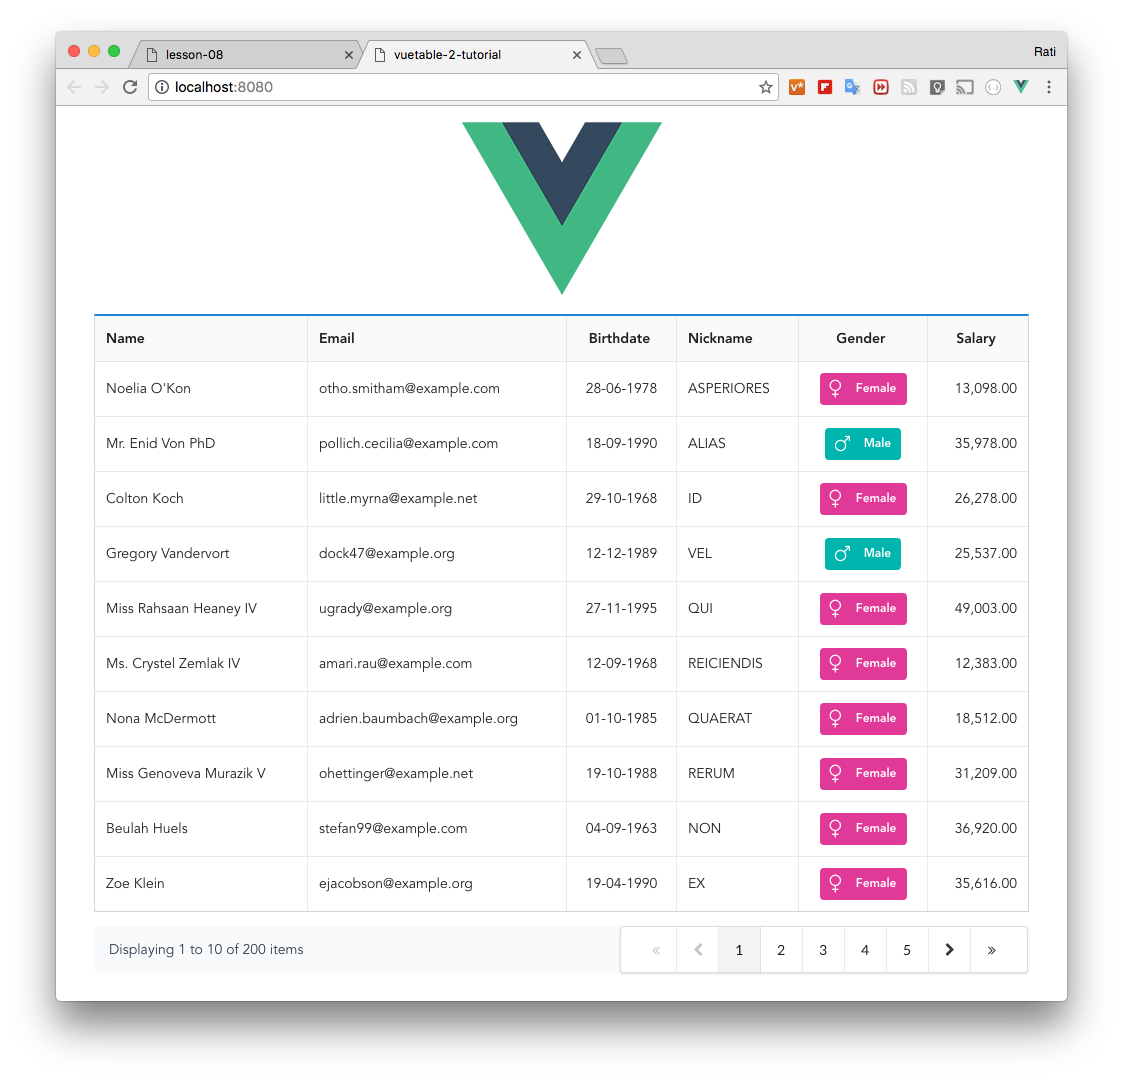 lesson-08 vuetable-2-tutorial Rati
localhost:8080
Name Email Birthdate Nickname Gender Salary
Noelia O'Kon otho.smitham@example.com 28-06-1978 ASPERIORES Female 13,098.00
Mr. Enid Von PhD pollich.cecilia@example.com 18-09-1990 ALIAS Male 35,978.00
Colton Koch little.myrna@example.net 29-10-1968 ID Female 26,278.00
Gregory Vandervort dock47@example.org 12-12-1989 VEL Male 25,537.00
Miss Rahsaan Heaney IV ugrady@example.org 27-11-1995 QUI Female 49,003.00
Ms. Crystel Zemlak IV amari.rau@example.com 12-09-1968 REICIENDIS Female 12,383.00
Nona McDermott adrien.baumbach@example.org 01-10-1985 QUAERAT Female 18,512.00
Miss Genoveva Murazik V ohettinger@example.net 19-10-1988 RERUM Female 31,209.00
Beulah Huels stefan99@example.com 04-09-1963 NON Female 36,920.00
Zoe Klein ejacobson@example.org 19-04-1990 EX Female 35,616.00
Displaying 1 to 10 of 200 items « 1 2 3 4 5 »